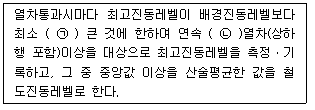 열차통과시마다 최고진동레벨이 배경진동레벨보다
최소 ( ㉠ ) 큰 것에 한하며 연속 ( ㉡ )열차(상하
행 포함)이상을 대상으로 최고진동레벨을 측정·기
록하고, 그 중 중앙값 이상을 산술평균한 값을 철
도진동레벨로 한다.